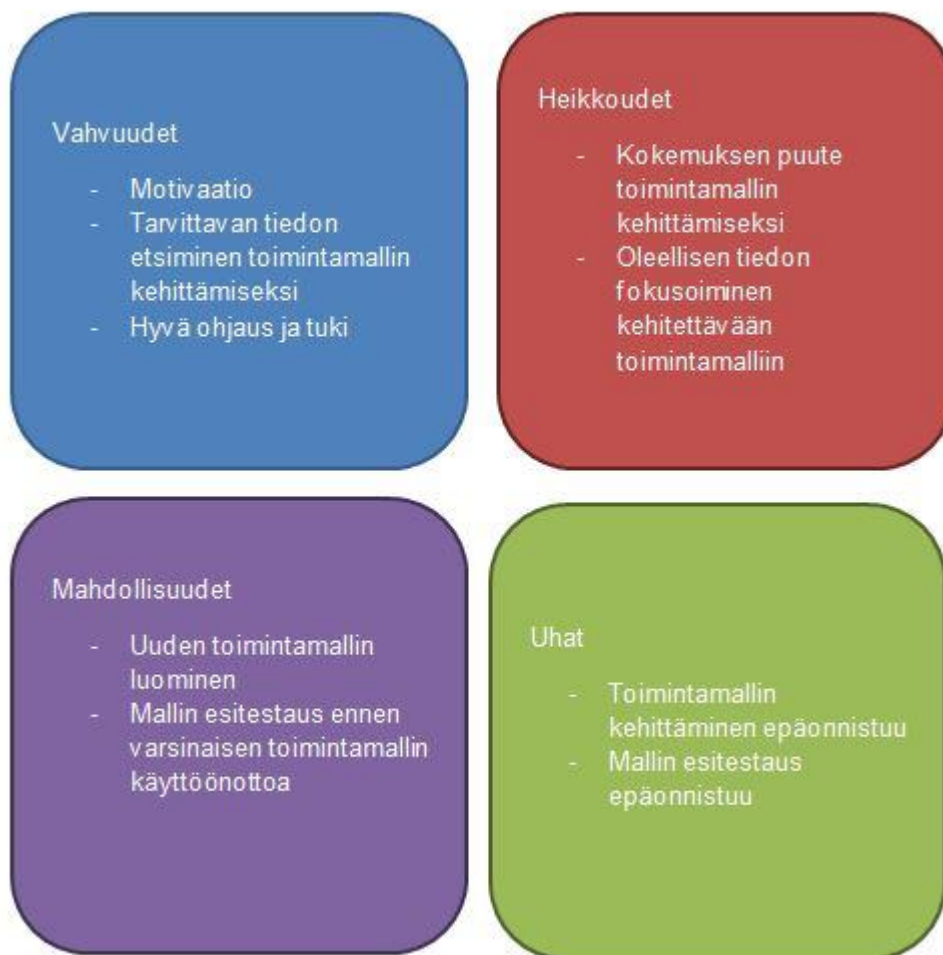 Vahvuudet
- Motivaatio
- Tarvittavan tiedon
etsiminen toimintamallin
kehittämiseksi
- Hyvä ohjaus ja tuki
Heikkoudet
- Kokemuksen puute
toimintamallin
kehittämiseksi
- Oleellisen tiedon
fokusoiminen
kehitettävään
toimintamalliin
Mahdollisuudet
- Uuden toimintamallin
luominen
- Mallin esitestaus ennen
varsinaisen toimintamallin
käyttöönottoa
Uhat
- Toimintamallin
kehittäminen epäonnistuu
- Mallin esitestaus
epäonnistuu